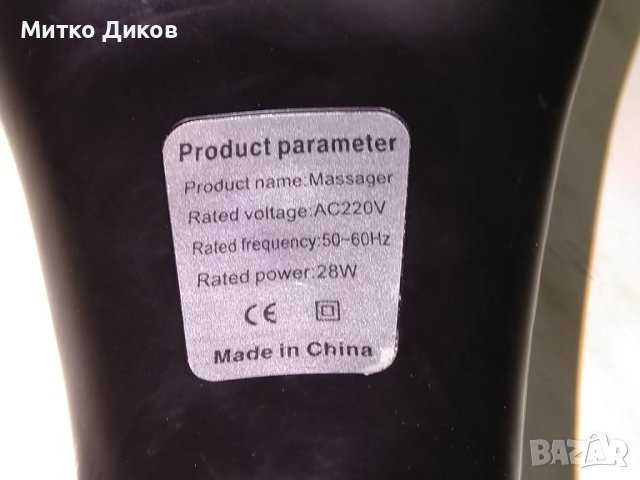 Митко Диков
Product parameter
Product name:Massager
Rated voltage:AC220V
Rated frequency:50-60Hz
Rated power:28W
CE
Made in China
BAZAR